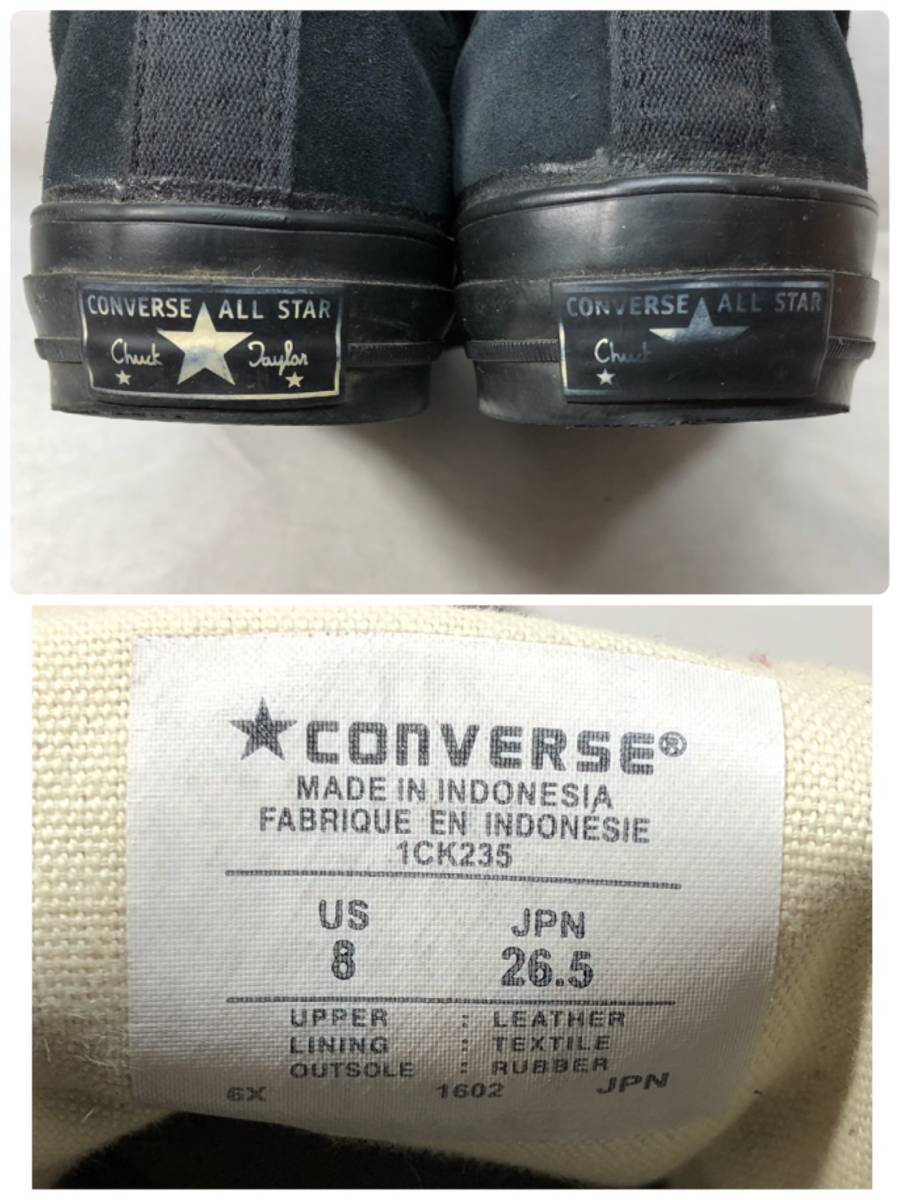 CONVERSE ALL STAR
Chuck Taylor
CONVERSE ALL STAR
Chuck
CONVERSE®
MADE IN INDONESIA
FABRIQUE EN INDONÉSIE
1CK235
US JPN
8 26.5
UPPER : LEATHER
LINING : TEXTILE
OUTSOLE : RUBBER
6X 1602 JPN